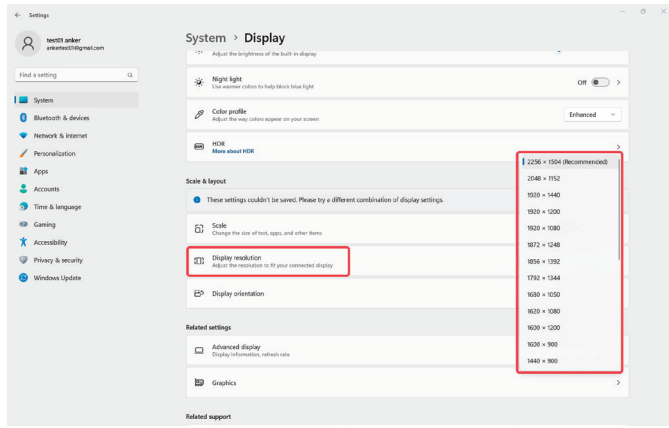 Settings
test01 anker
ankertest01@gmail.com
Find a setting
System
Bluetooth & devices
Network & internet
Personalization
Apps
Accounts
Time & language
Gaming
Accessibility
Privacy & security
Windows Update
System > Display
Adjust the brightness of the built-in display
Night light
Use warmer colors to help block blue light
Off
Color profile
Adjust the way colors appear on your screen
Enhanced
HDR
More about HDR
Scale & layout
These settings couldn't be saved. Please try a different combination of display settings.
Scale
Change the size of text, apps, and other items
Display resolution
Adjust the resolution to fit your connected display
Display orientation
2256 × 1504 (Recommended)
2048 × 1152
1920 × 1440
1920 × 1200
1920 × 1080
1872 × 1248
1856 × 1392
1792 × 1344
1680 × 1050
1620 × 1080
1600 × 1200
1600 × 900
1440 × 900
Related settings
Advanced display
Display information, refresh rate
Graphics
Related support